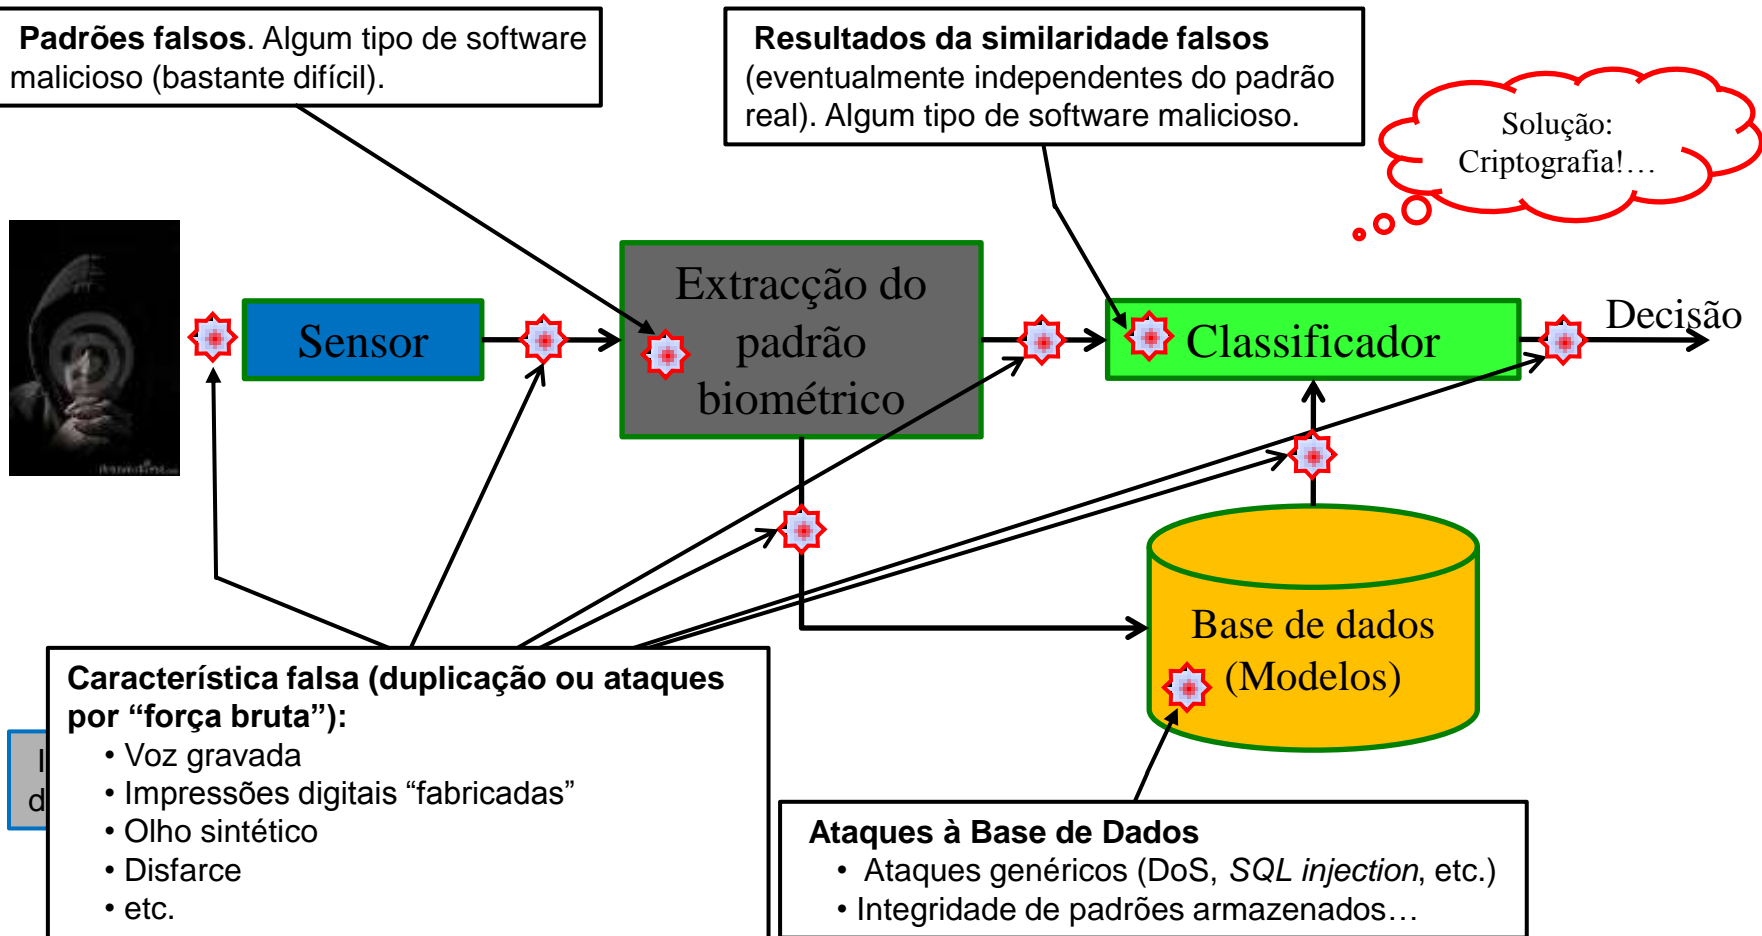 Padrões falsos. Algum tipo de software
malicioso (bastante difícil).
Resultados da similaridade falsos
(eventualmente independentes do padrão
real). Algum tipo de software malicioso.
Solução:
Criptografia!…
Sensor
Extracção do
padrão
biométrico
Classificador
Decisão
Base de dados
(Modelos)
Característica falsa (duplicação ou ataques
por “força bruta”):
• Voz gravada
• Impressões digitais “fabricadas”
• Olho sintético
• Disfarce
• etc.
Ataques à Base de Dados
• Ataques genéricos (DoS, SQL injection, etc.)
• Integridade de padrões armazenados…